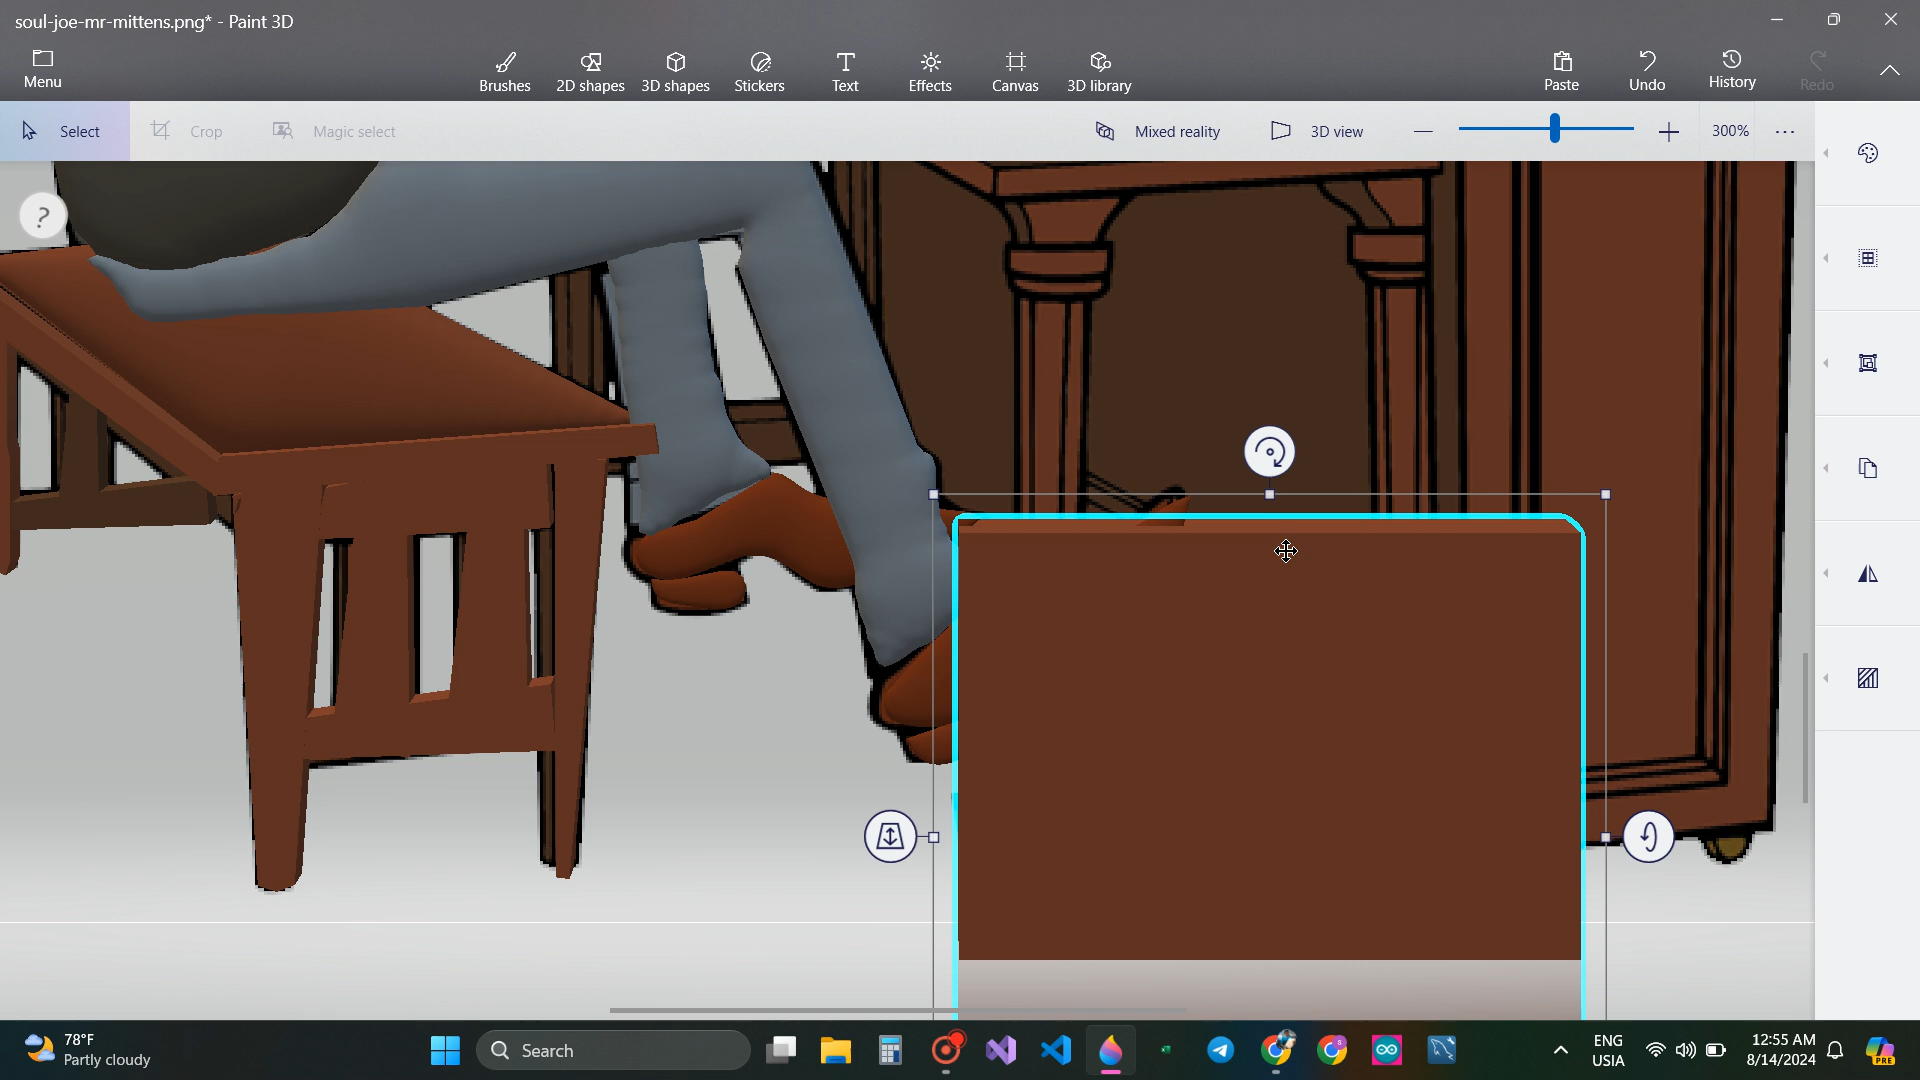 soul-joe-mr-mittens.png* - Paint 3D
Menu
Brushes
2D shapes
3D shapes
Stickers
Text
Effects
Canvas
3D library
Paste
Undo
History
Redo
Select
Crop
Magic select
Mixed reality
3D view
300%
?
78°F
Partly cloudy
Search
ENG
USIA
12:55 AM
8/14/2024
PRE